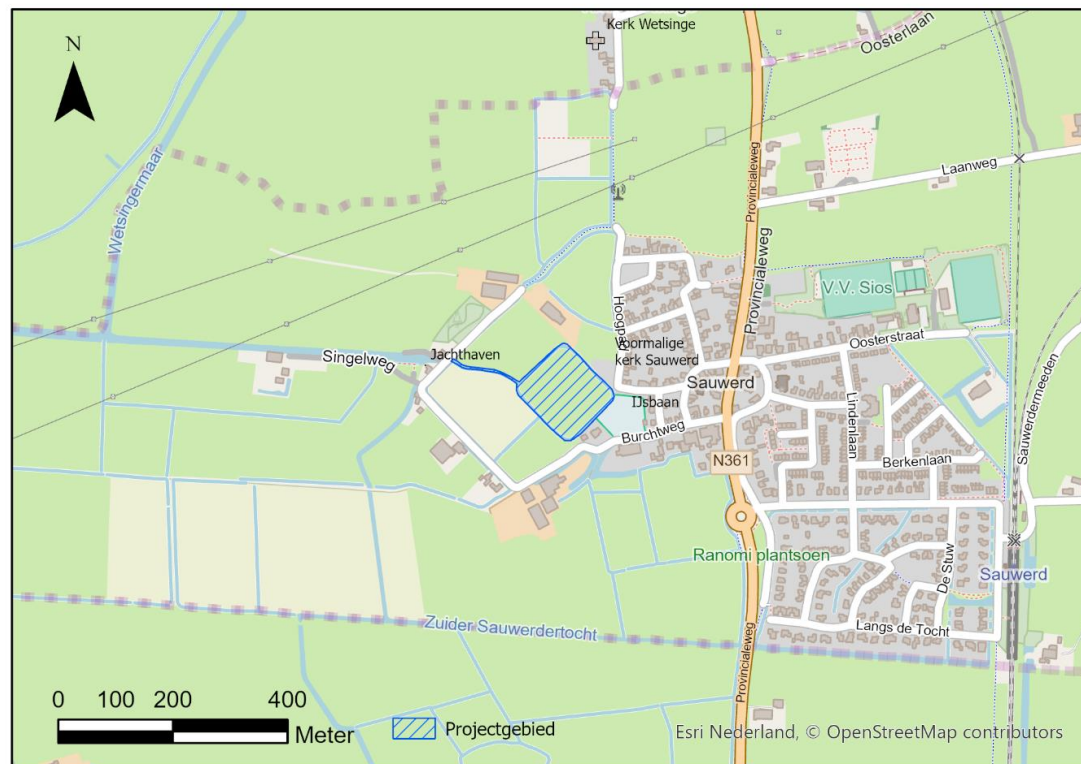 Kerk Wetsinge
N
Oosterlaan
Wetsingermaar
Provincialeweg
Laanweg
Provincialeweg
V.V. Sios
Hoogpad
Oosterstraat
Voormalige
kerk Sauwerd
Jachthaven
Singelweg
Sauwerd
IJsbaan
Burchtweg
Lindenlaan
Sauwerdermeeden
N361
Berkenlaan
Ranomi plantsoen
De Stuw
Sauwerd
Zuider Sauwerdertocht
Langs de Tocht
Provincialeweg
0 100 200 400
Meter
Projectgebied
Esri Nederland, © OpenStreetMap contributors